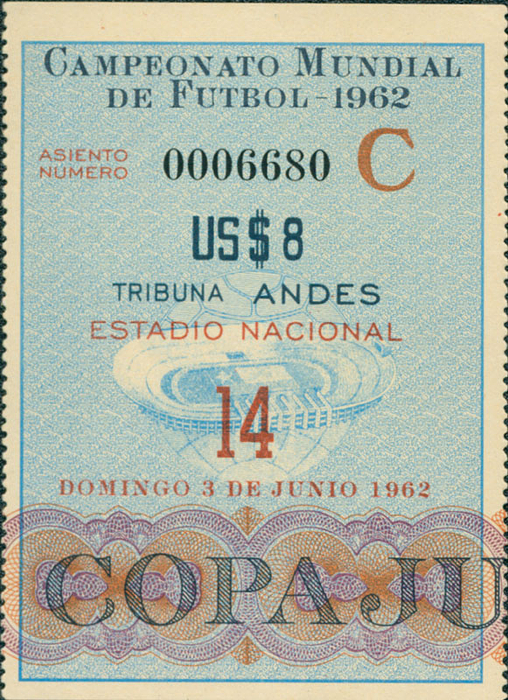 CAMPEONATO MUNDIAL
DE FUTBOL - 1962
ASIENTO NUMERO 0006680 C
US$ 8
TRIBUNA ANDES
ESTADIO NACIONAL
14
DOMINGO 3 DE JUNIO 1962
COPA JU